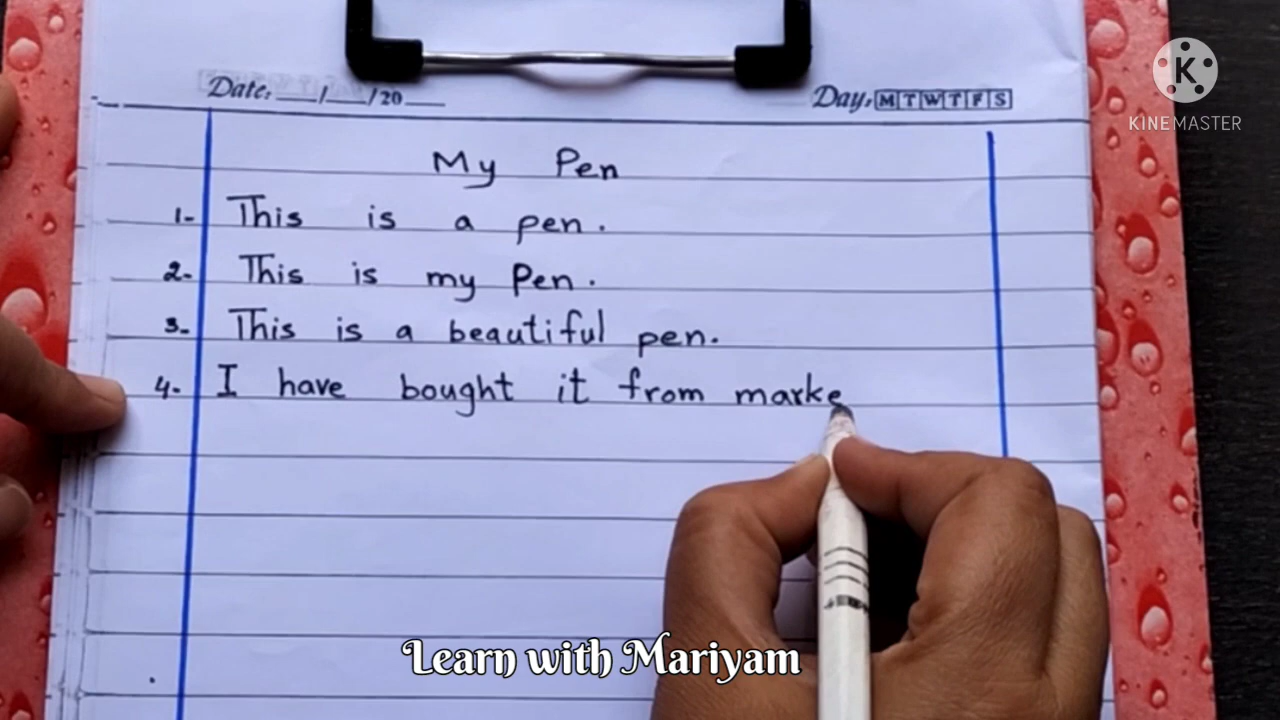 Date: ___/___/20___ Day: M T W T F S
K
KINEMASTER
My Pen
1- This is a pen.
2- This is my Pen.
3- This is a beautiful pen.
4- I have bought it from marke
Learn with Mariyam